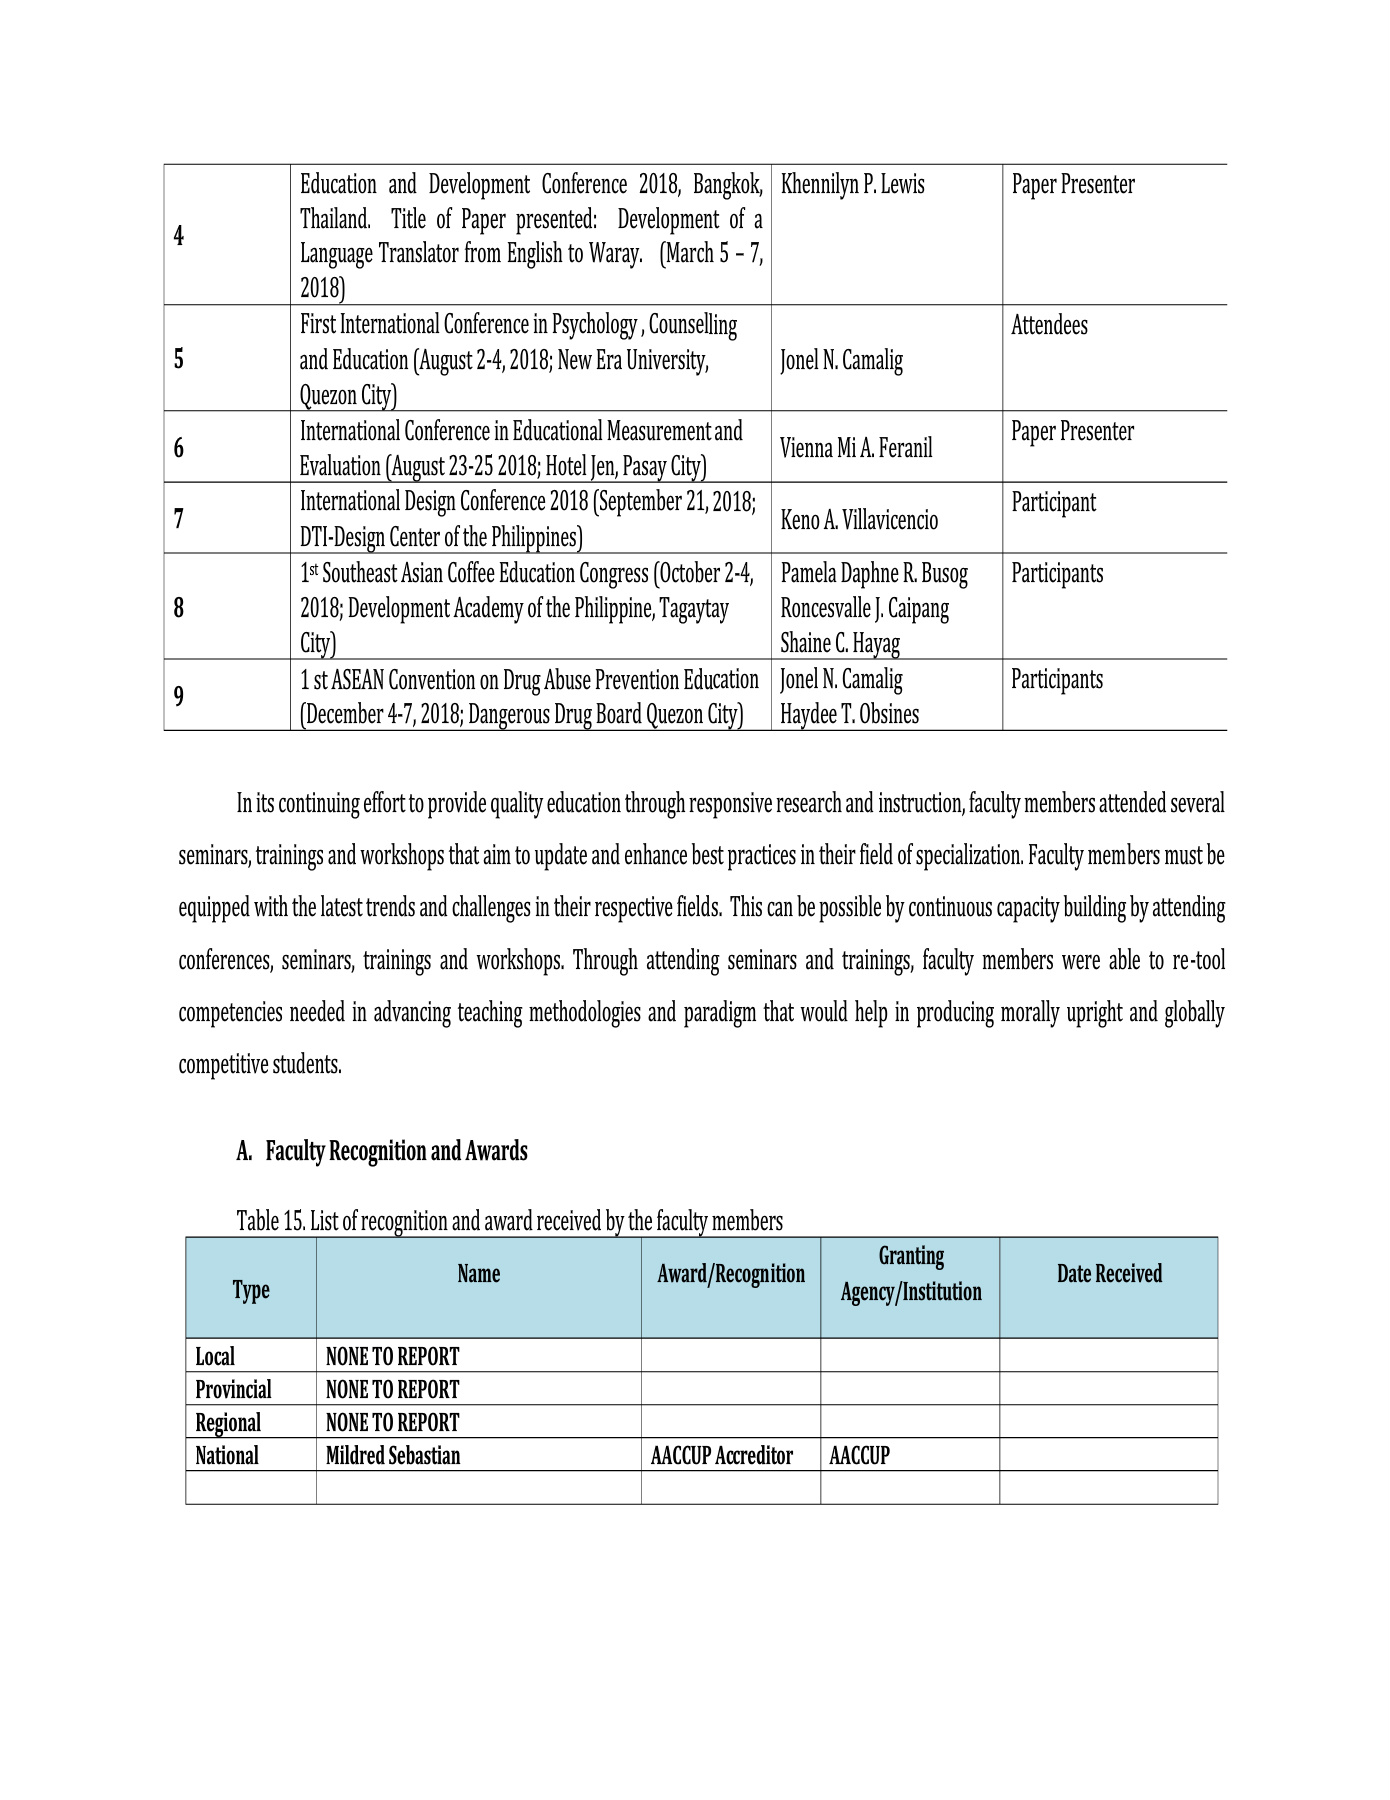 4
Education and Development Conference 2018, Bangkok,
Thailand. Title of Paper presented: Development of a
Language Translator from English to Waray. (March 5 – 7,
2018)
Khennilyn P. Lewis
Paper Presenter
5
First International Conference in Psychology , Counselling
and Education (August 2-4, 2018; New Era University,
Quezon City)
Jonel N. Camalig
Attendees
6
International Conference in Educational Measurement and
Evaluation (August 23-25 2018; Hotel Jen, Pasay City)
Vienna Mi A. Feranil
Paper Presenter
7
International Design Conference 2018 (September 21, 2018;
DTI-Design Center of the Philippines)
Keno A. Villavicencio
Participant
8
1st Southeast Asian Coffee Education Congress (October 2-4,
2018; Development Academy of the Philippine, Tagaytay
City)
Pamela Daphne R. Busog
Roncesvalle J. Caipang
Shaine C. Hayag
Participants
9
1 st ASEAN Convention on Drug Abuse Prevention Education
(December 4-7, 2018; Dangerous Drug Board Quezon City)
Jonel N. Camalig
Haydee T. Obsines
Participants
In its continuing effort to provide quality education through responsive research and instruction, faculty members attended several
seminars, trainings and workshops that aim to update and enhance best practices in their field of specialization. Faculty members must be
equipped with the latest trends and challenges in their respective fields. This can be possible by continuous capacity building by attending
conferences, seminars, trainings and workshops. Through attending seminars and trainings, faculty members were able to re-tool
competencies needed in advancing teaching methodologies and paradigm that would help in producing morally upright and globally
competitive students.
A. Faculty Recognition and Awards
Table 15. List of recognition and award received by the faculty members
Type
Name
Award/Recognition
Granting
Agency/Institution
Date Received
Local NONE TO REPORT
Provincial NONE TO REPORT
Regional NONE TO REPORT
National Mildred Sebastian AACCUP Accreditor AACCUP